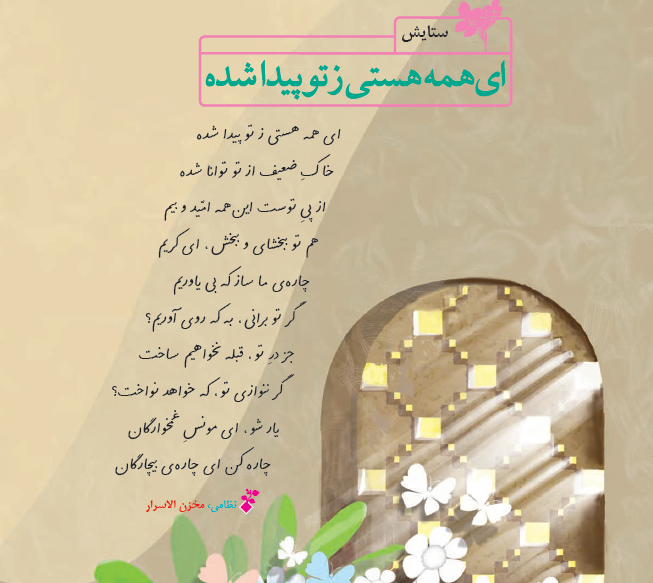 ستایش
ای همه هستی ز تو پیدا شده
ای همه هستی ز تو پیدا شده
خاکِ ضعیف از تو توانا شده
از پیِ توست این همه امّید و بیم
هم تو ببخشای و ببخش ، ای کریم
چاره‌ی ما ساز که بی یاوریم
گر تو برانی ، به که روی آوریم؟
جز درِ تو ، قبله نخواهیم ساخت
گر ننوازی تو ، که خواهد نواخت؟
یار شو ، ای مونسِ غمخوارگان
چاره کن ای چاره‌ی بیچارگان
نظامی، مخزن الاسرار